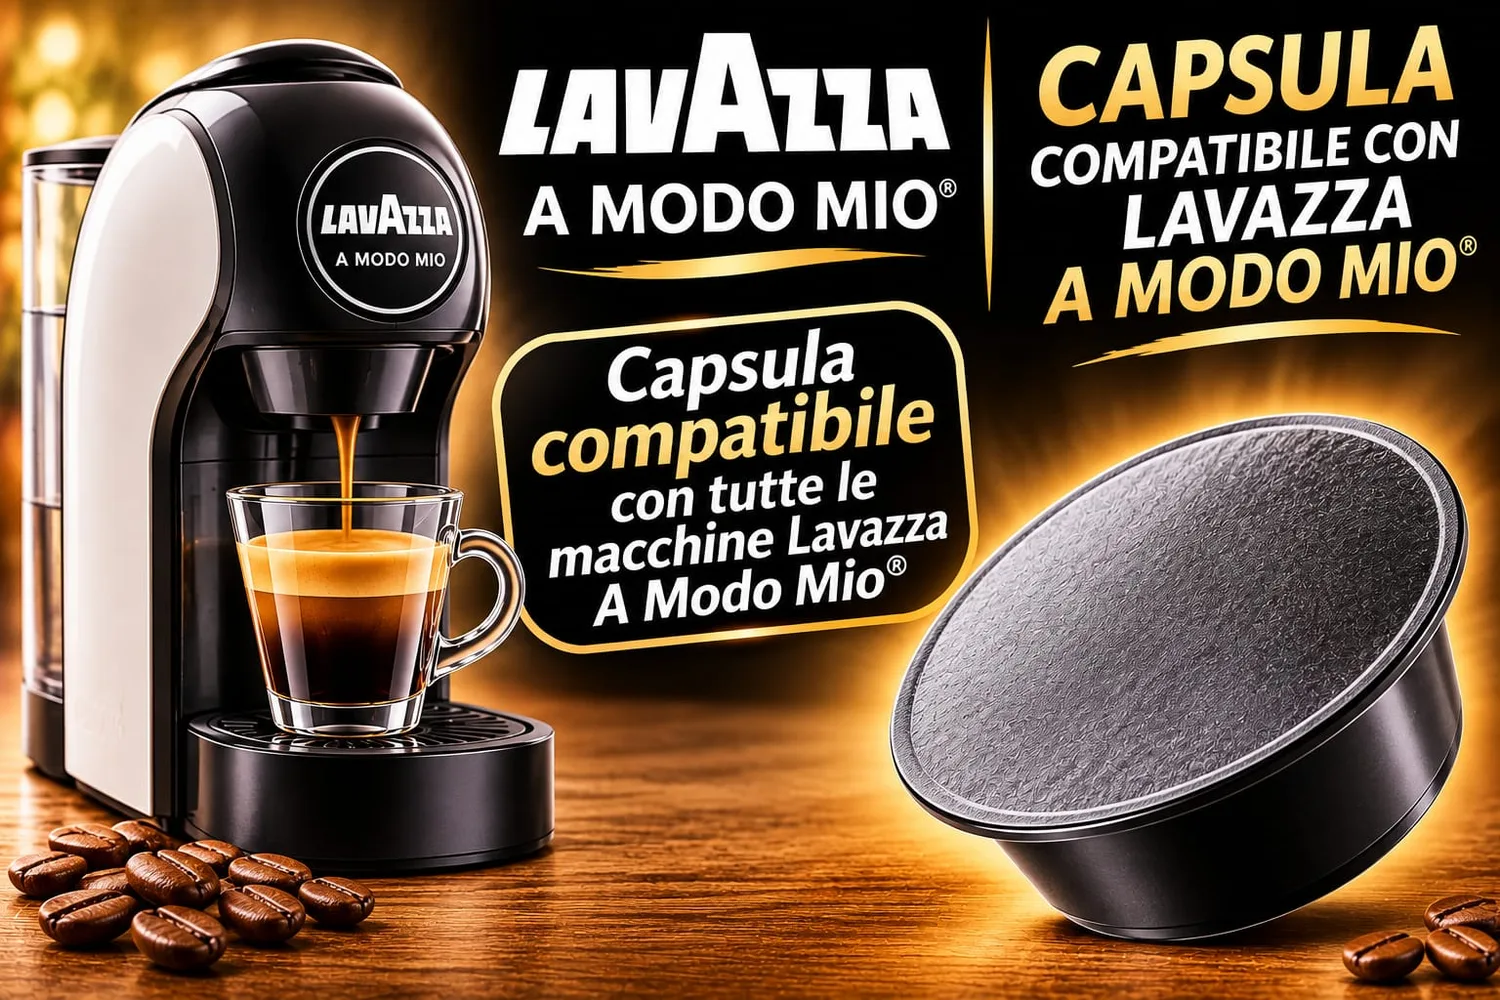 LAVAZZA
A MODO MIO
LAVAZZA
A MODO MIO®
Capsula
compatibile
con tutte le
macchine Lavazza
A Modo Mio®
CAPSULA
COMPATIBILE CON
LAVAZZA
A MODO MIO®